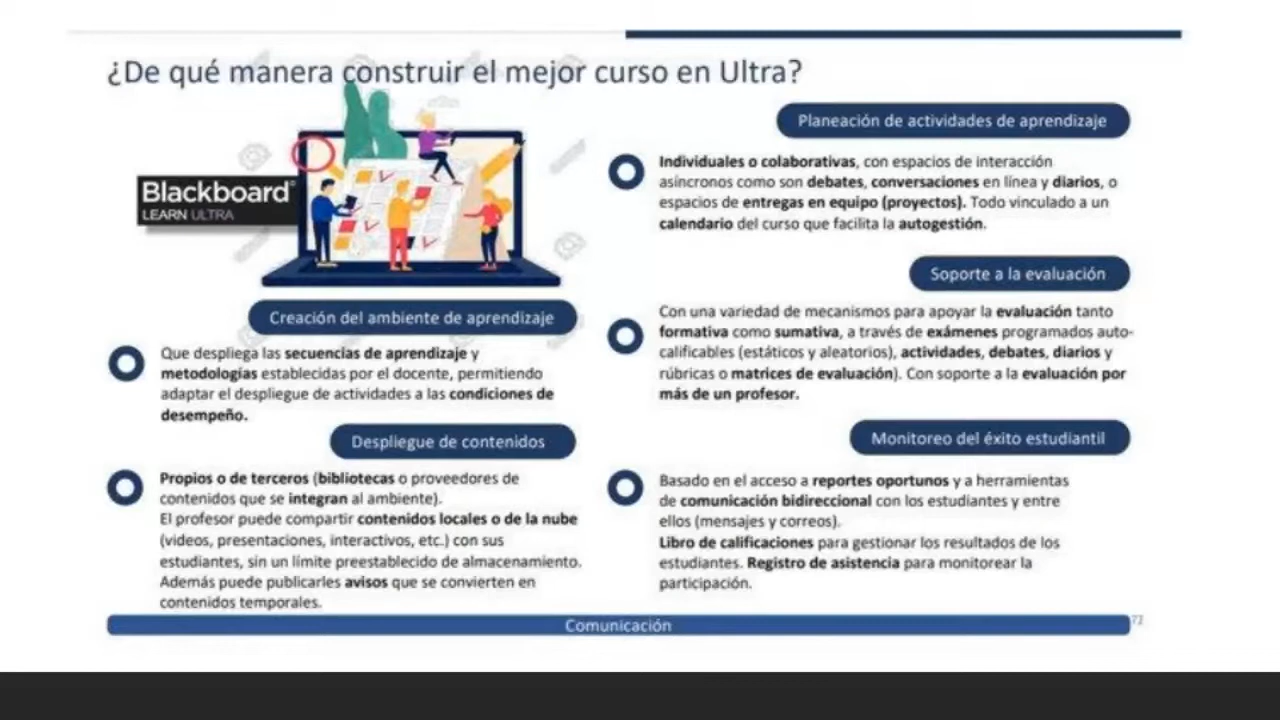 ¿De qué manera construir el mejor curso en Ultra?
Blackboard®
LEARN ULTRA
Creación del ambiente de aprendizaje
Que despliega las secuencias de aprendizaje y
metodologías establecidas por el docente, permitiendo
adaptar el despliegue de actividades a las condiciones de
desempeño.
Despliegue de contenidos
Propios o de terceros (bibliotecas o proveedores de
contenidos que se integran al ambiente).
El profesor puede compartir contenidos locales o de la nube
(videos, presentaciones, interactivos, etc.) con sus
estudiantes, sin un límite preestablecido de almacenamiento.
Además puede publicarles avisos que se convierten en
contenidos temporales.
Planeación de actividades de aprendizaje
Individuales o colaborativas, con espacios de interacción
asíncronos como son debates, conversaciones en línea y diarios, o
espacios de entregas en equipo (proyectos). Todo vinculado a un
calendario del curso que facilita la autogestión.
Soporte a la evaluación
Con una variedad de mecanismos para apoyar la evaluación tanto
formativa como sumativa, a través de exámenes programados auto-
calificables (estáticos y aleatorios), actividades, debates, diarios y
rúbricas o matrices de evaluación). Con soporte a la evaluación por
más de un profesor.
Monitoreo del éxito estudiantil
Basado en el acceso a reportes oportunos y a herramientas
de comunicación bidireccional con los estudiantes y entre
ellos (mensajes y correos).
Libro de calificaciones para gestionar los resultados de los
estudiantes. Registro de asistencia para monitorear la
participación.
Comunicación
72